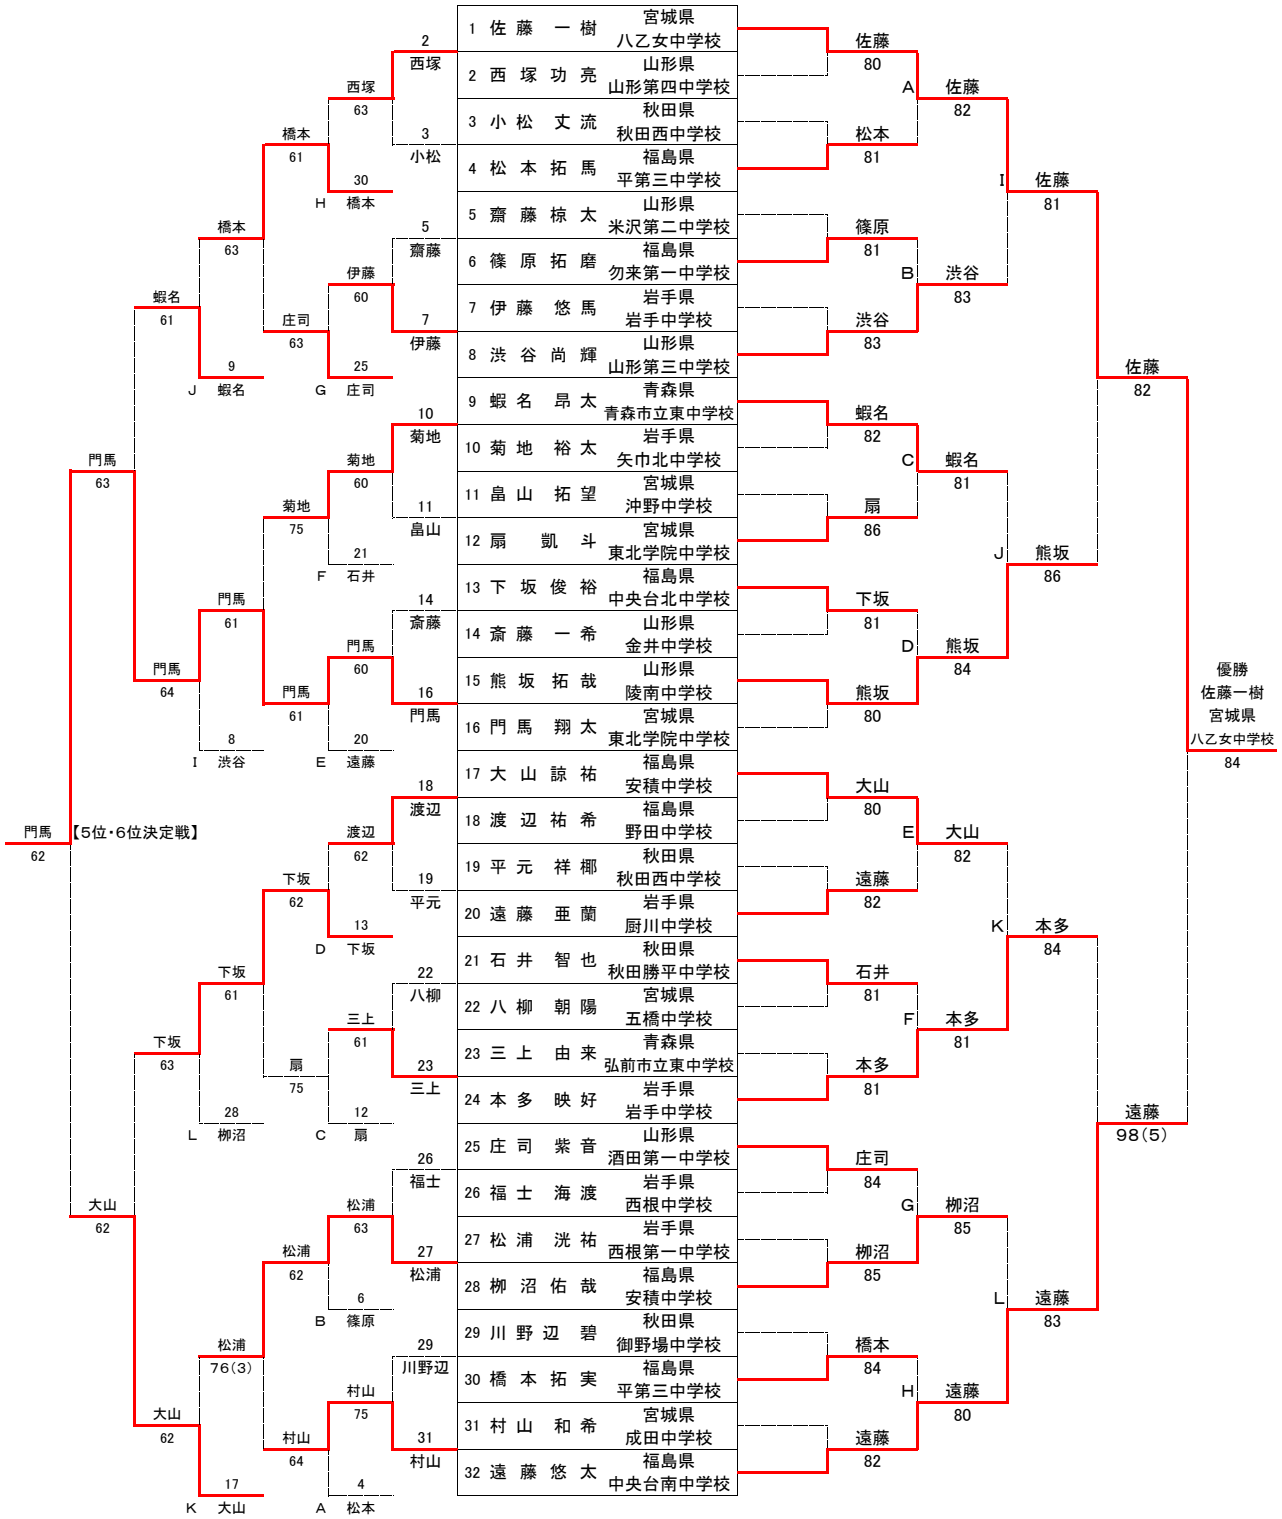 1 佐藤 一樹 宮城県 八乙女中学校
2 西塚功亮 山形県 山形第四中学校
3 小松 丈流 秋田県 秋田西中学校
4 松本拓馬 福島県 平第三中学校
5 齋藤椋太 山形県 米沢第二中学校
6 篠原拓磨 福島県 勿来第一中学校
7 伊藤悠馬 岩手県 岩手中学校
8 渋谷尚輝 山形県 山形第三中学校
9 蝦名 昂太 青森県 青森市立東中学校
10 菊地 裕太 岩手県 矢巾北中学校
11 畠山 拓望 宮城県 沖野中学校
12 扇 凱斗 宮城県 東北学院中学校
13 下坂俊裕 福島県 中央台北中学校
14 斎藤 一希 山形県 金井中学校
15 熊坂拓哉 山形県 陵南中学校
16 門馬 翔太 宮城県 東北学院中学校
17 大山諒祐 福島県 安積中学校
18 渡辺祐希 福島県 野田中学校
19 平元 祥椰 秋田県 秋田西中学校
20 遠藤 亜蘭 岩手県 厨川中学校
21 石井 智也 秋田県 秋田勝平中学校
22 八柳 朝陽 宮城県 五橋中学校
23 三上 由来 青森県 弘前市立東中学校
24 本多 映好 岩手県 岩手中学校
25 庄司 紫音 山形県 酒田第一中学校
26 福士 海渡 岩手県 西根中学校
27 松浦 洸祐 岩手県 西根第一中学校
28 栁沼佑哉 福島県 安積中学校
29 川野辺 碧 秋田県 御野場中学校
30 橋本拓実 福島県 平第三中学校
31 村山 和希 宮城県 成田中学校
32 遠藤悠太 福島県 中央台南中学校
佐藤
80
松本
81
篠原
81
渋谷
83
蝦名
82
扇
86
下坂
81
熊坂
80
大山
80
遠藤
82
石井
81
本多
81
庄司
84
栁沼
85
橋本
84
遠藤
82
A 佐藤
82
B 渋谷
83
C 蝦名
81
D 熊坂
84
E 大山
82
F 本多
81
G 栁沼
85
H 遠藤
80
I 佐藤
81
J 熊坂
86
K 本多
84
L 遠藤
83
佐藤
82
遠藤
98(5)
優勝
佐藤一樹
宮城県
八乙女中学校
84
2
西塚
3
小松
5
齋藤
7
伊藤
10
菊地
11
畠山
14
斎藤
16
門馬
18
渡辺
19
平元
22
八柳
23
三上
26
福士
27
松浦
29
川野辺
31
村山
西塚
63
30
H 橋本
伊藤
60
25
G 庄司
菊地
60
21
F 石井
門馬
60
20
E 遠藤
渡辺
62
13
D 下坂
三上
61
12
C 扇
松浦
63
6
B 篠原
村山
75
4
A 松本
橋本
61
庄司
63
菊地
75
門馬
61
下坂
62
扇
75
松浦
62
村山
64
橋本
63
9
J 蝦名
門馬
61
8
I 渋谷
下坂
61
28
L 栁沼
松浦
76(3)
17
K 大山
蝦名
61
門馬
64
下坂
63
大山
62
門馬
63
大山
62
門馬
62
【5位・6位決定戦】